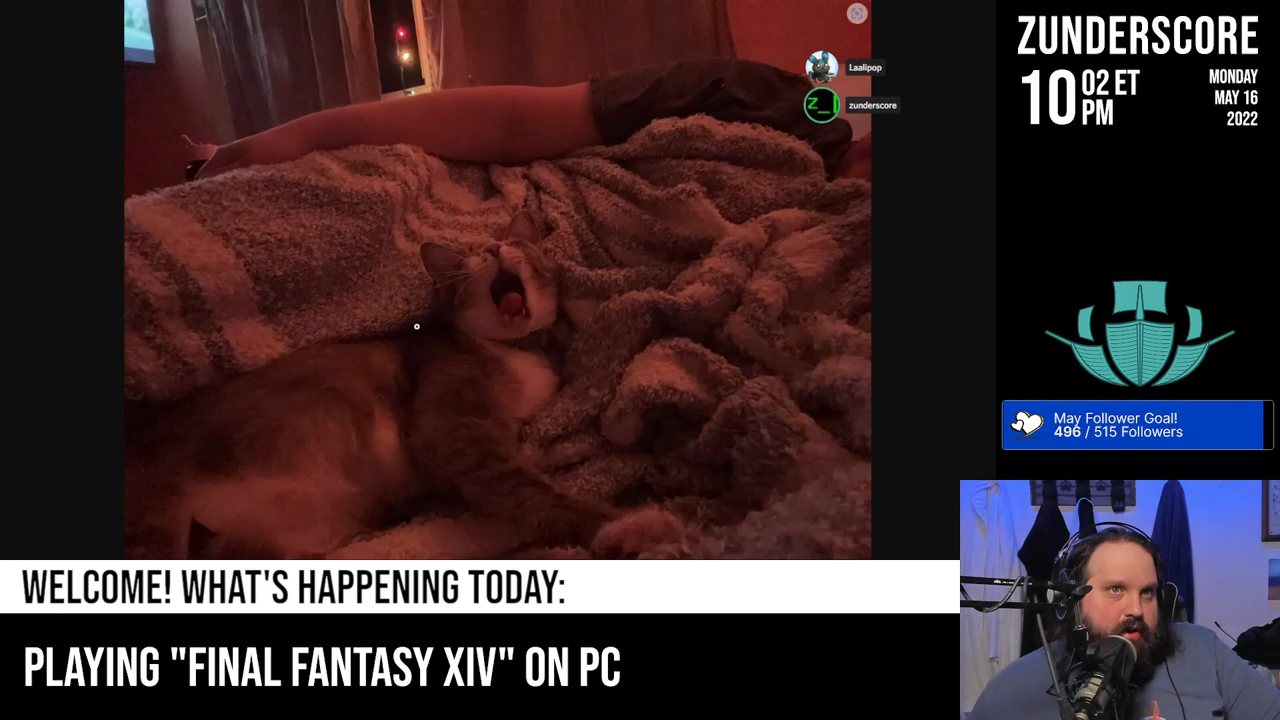 Laalipop
zunderscore
Z_
ZUNDERSCORE
10 02 ET
PM
MONDAY
MAY 16
2022
May Follower Goal!
496 / 515 Followers
WELCOME! WHAT'S HAPPENING TODAY:
PLAYING "FINAL FANTASY XIV" ON PC